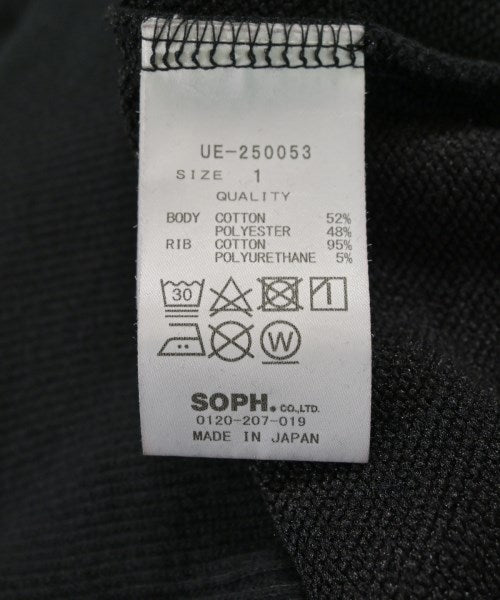 UE-250053
SIZE 1
QUALITY
BODY COTTON 52%
POLYESTER 48%
RIB COTTON 95%
POLYURETHANE 5%
30
W
SOPH. CO.,LTD.
0120-207-019
MADE IN JAPAN